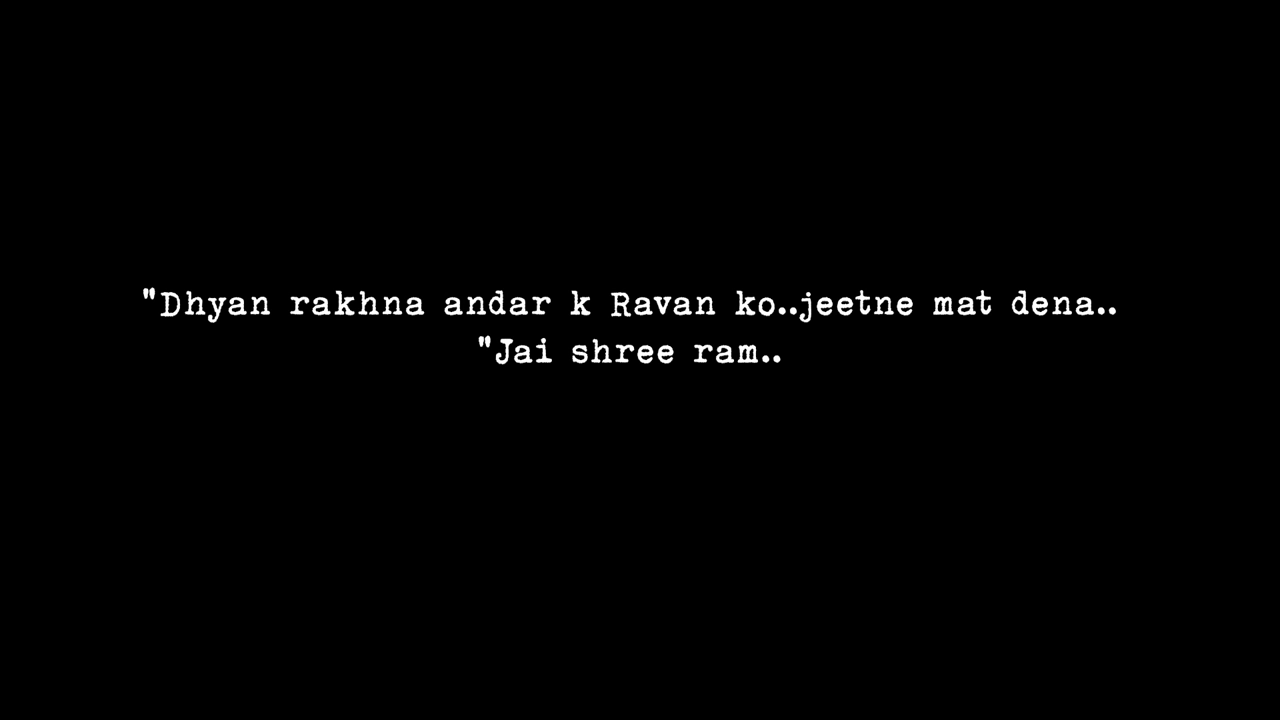 "Dhyan rakhna andar k Ravan ko..jeetne mat dena..
"Jai shree ram..